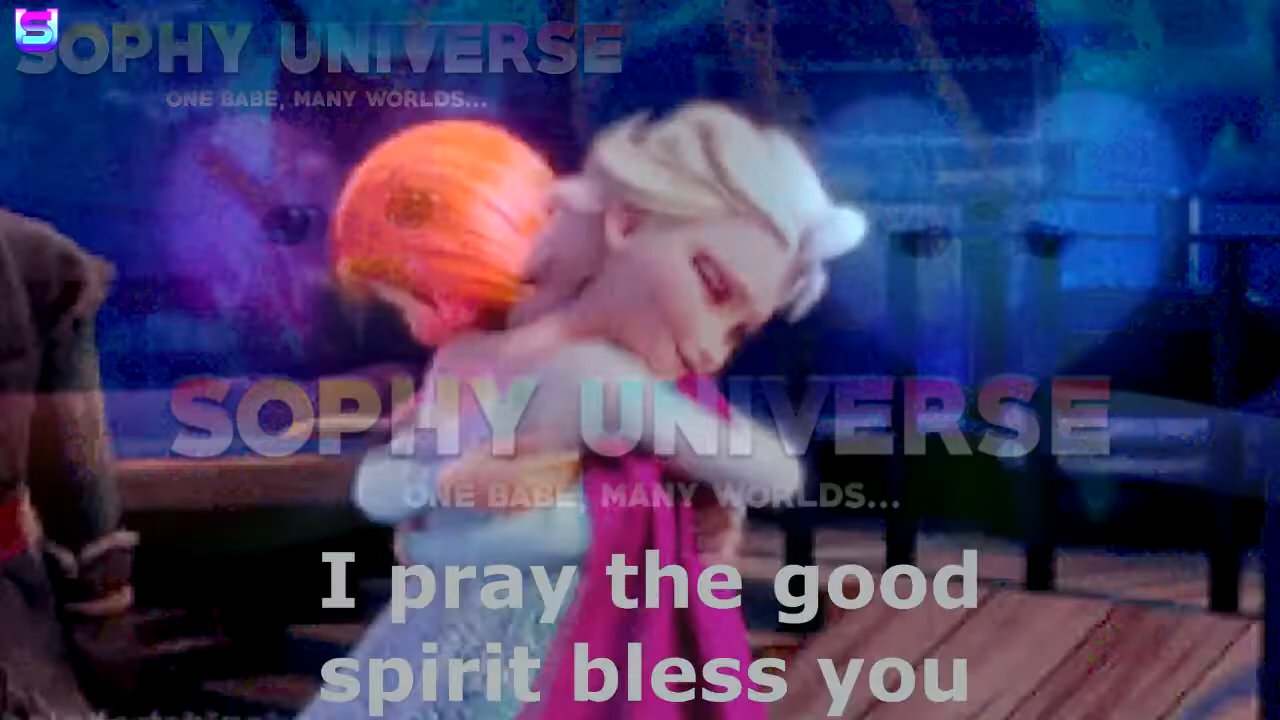 S
SOPHY UNIVERSE
ONE BABE, MANY WORLDS...
SOPHY UNIVERSE
ONE BABE, MANY WORLDS...
I pray the good
spirit bless you